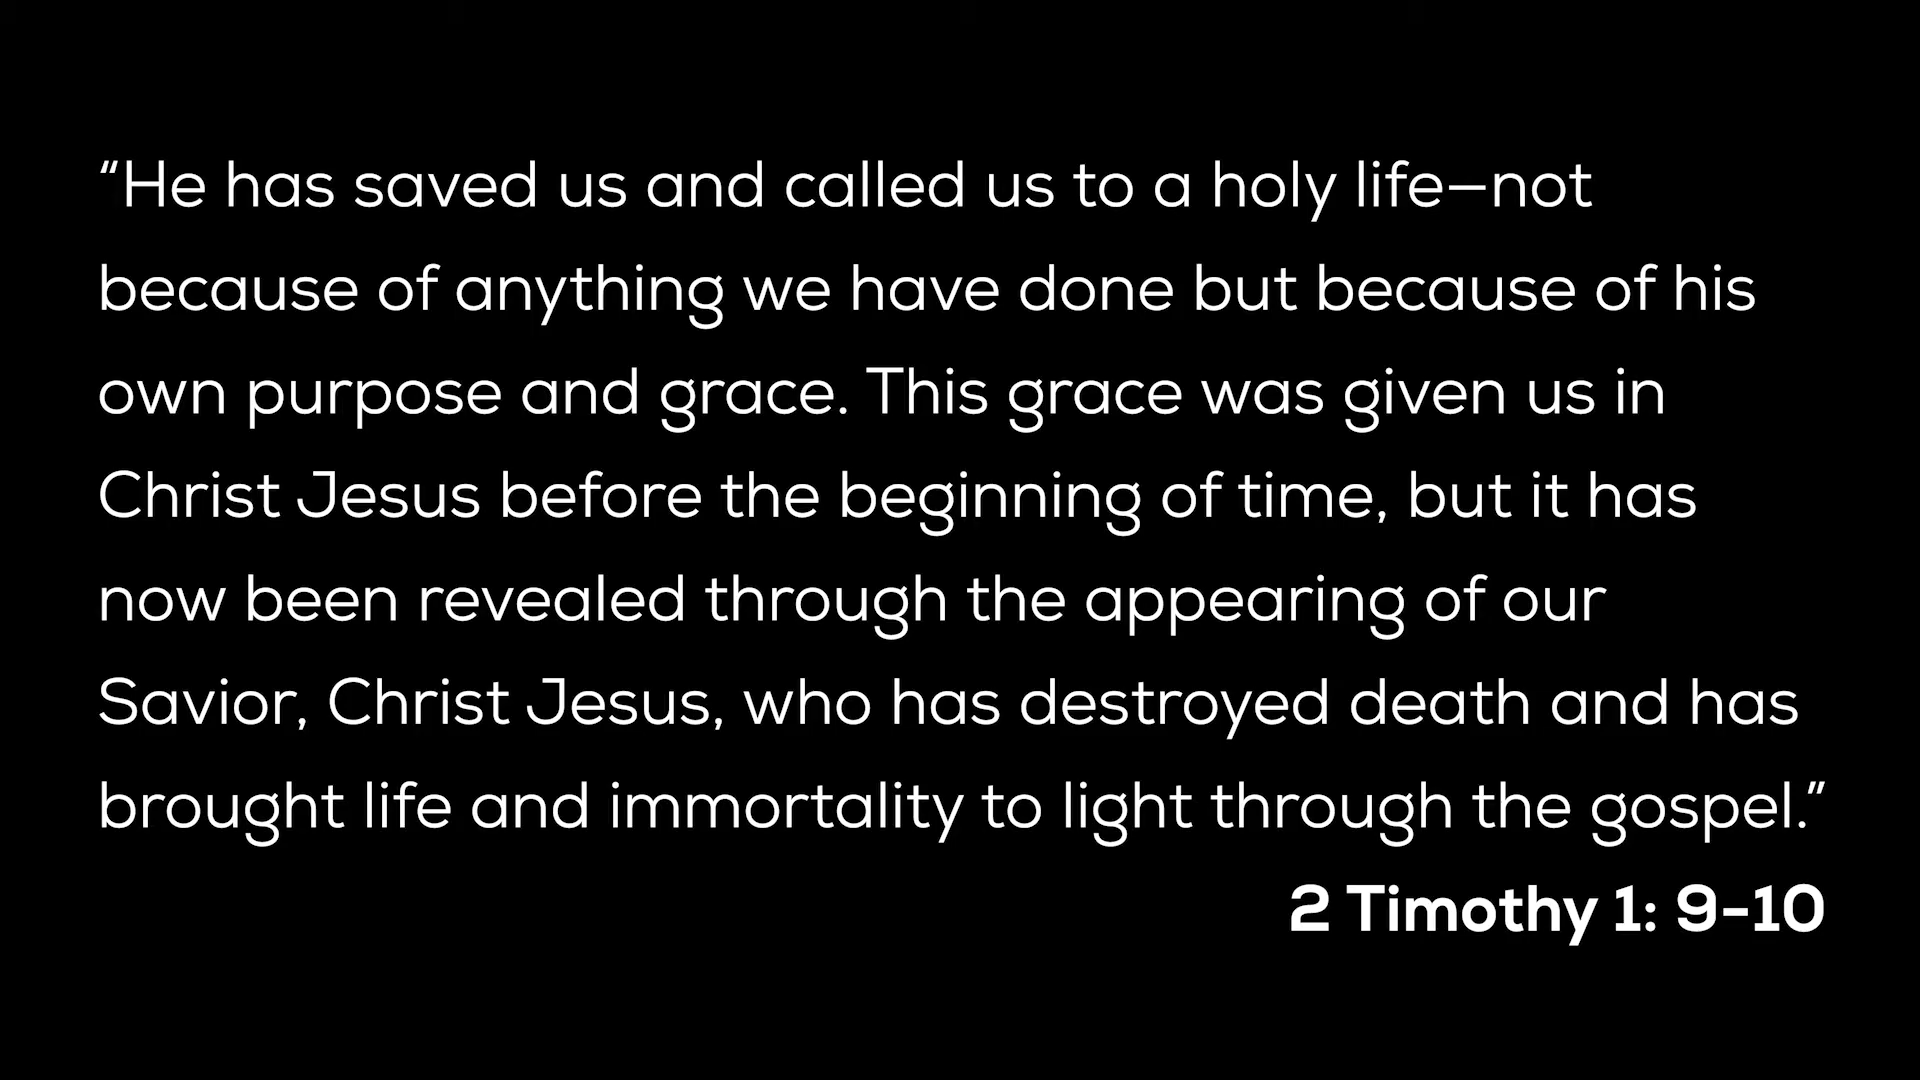 “He has saved us and called us to a holy life—not
because of anything we have done but because of his
own purpose and grace. This grace was given us in
Christ Jesus before the beginning of time, but it has
now been revealed through the appearing of our
Savior, Christ Jesus, who has destroyed death and has
brought life and immortality to light through the gospel.”
2 Timothy 1: 9-10